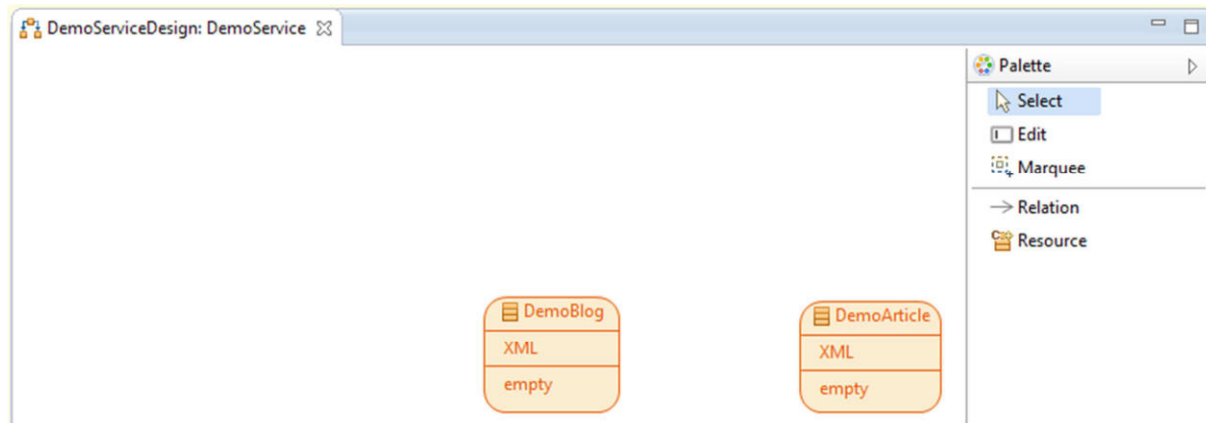 DemoServiceDesign: DemoService
Palette
Select
Edit
Marquee
Relation
Resource
DemoBlog
XML
empty
DemoArticle
XML
empty